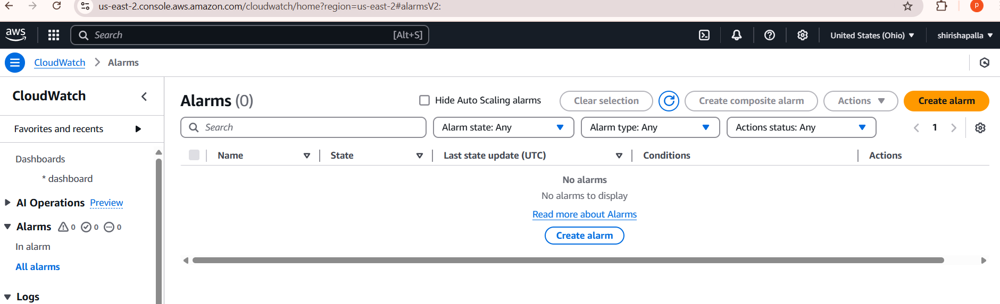 us-east-2.console.aws.amazon.com/cloudwatch/home?region=us-east-2#alarmsV2:
P
aws
Search [Alt+S]
United States (Ohio)
shirishapalla
CloudWatch > Alarms
CloudWatch
Favorites and recents
Dashboards
* dashboard
AI Operations Preview
Alarms 0 0 0
In alarm
All alarms
Logs
Alarms (0)
Hide Auto Scaling alarms
Clear selection
Create composite alarm
Actions
Create alarm
Search
Alarm state: Any
Alarm type: Any
Actions status: Any
1
Name
State
Last state update (UTC)
Conditions
Actions
No alarms
No alarms to display
Read more about Alarms
Create alarm